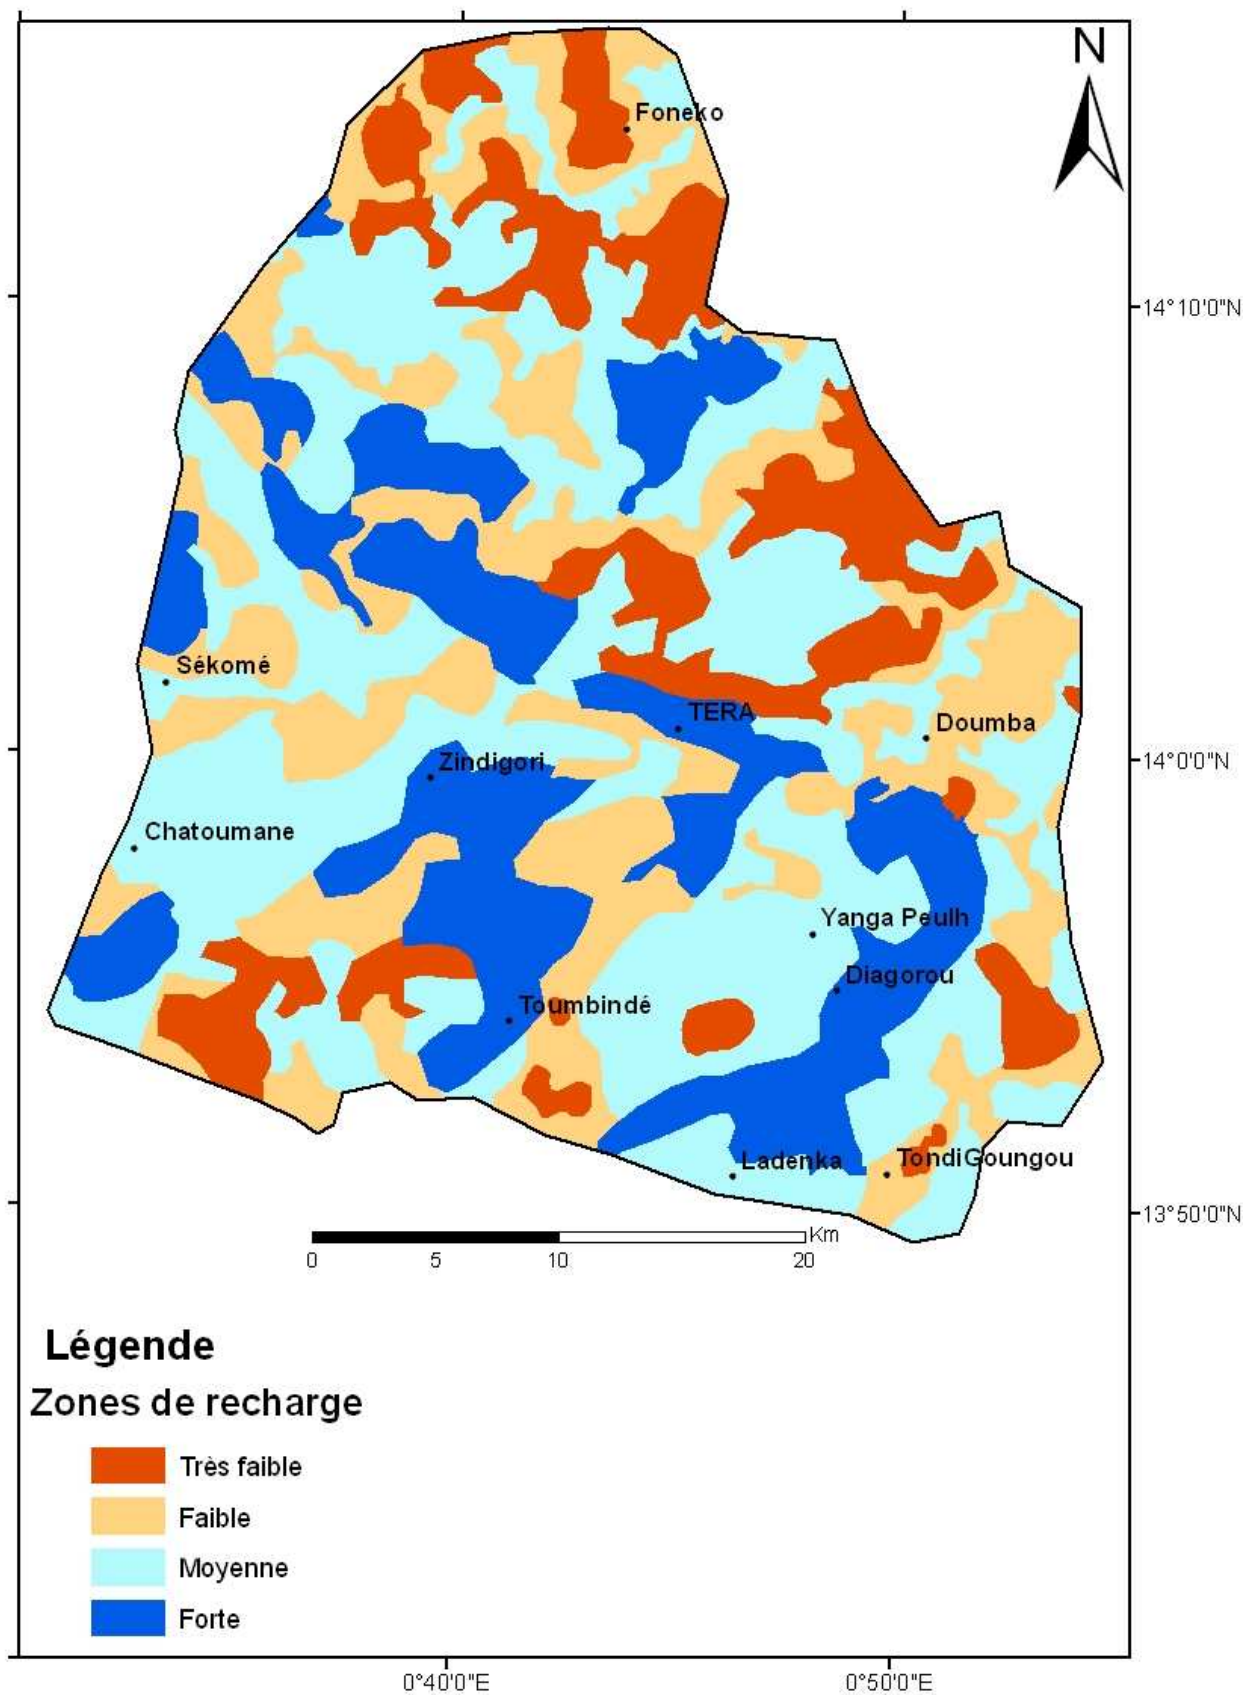 N
Foneko
14°10'0"N
Sékomé
TERA
Doumba
Zindigori
14°0'0"N
Chatoumane
Yanga Peulh
Diagorou
Toumbindé
Ladenka
TondiGoungou
13°50'0"N
Km
0 5 10 20
Légende
Zones de recharge
Très faible
Faible
Moyenne
Forte
0°40'0"E 0°50'0"E